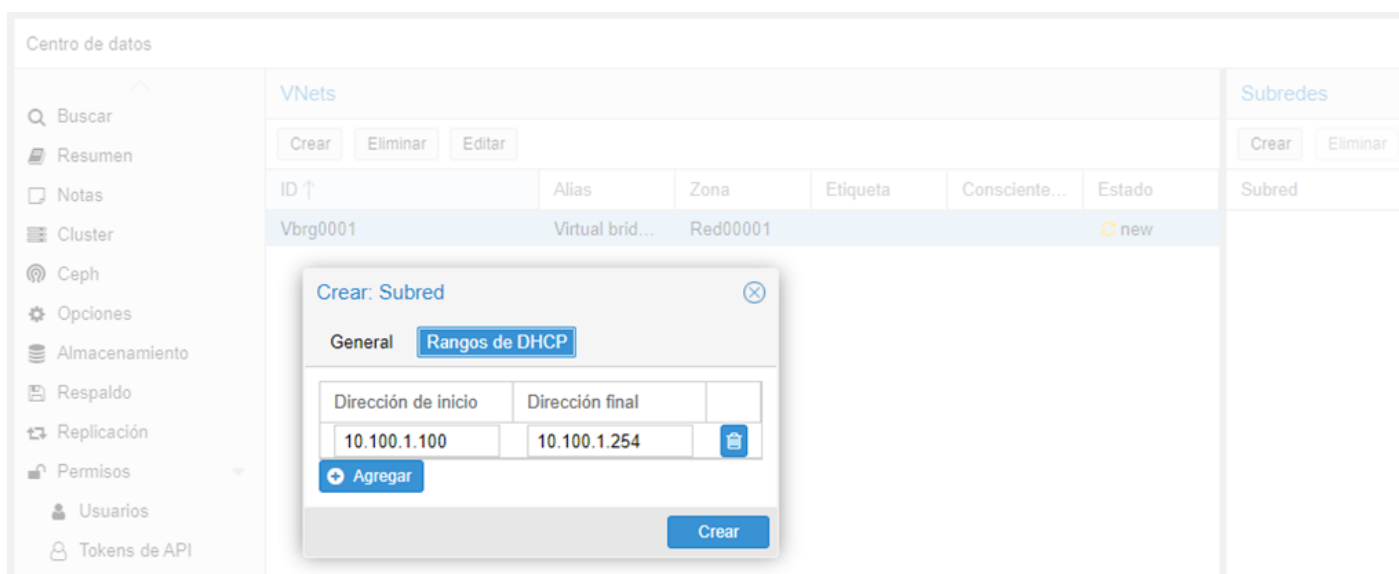 Centro de datos
Buscar
Resumen
Notas
Cluster
Ceph
Opciones
Almacenamiento
Respaldo
Replicación
Permisos
Usuarios
Tokens de API
VNets
Crear Eliminar Editar
ID Alias Zona Etiqueta Consciente... Estado
Vbrg0001 Virtual brid... Red00001 new
Subredes
Crear Eliminar
Subred
Crear: Subred
General Rangos de DHCP
Dirección de inicio Dirección final
10.100.1.100 10.100.1.254
Agregar
Crear